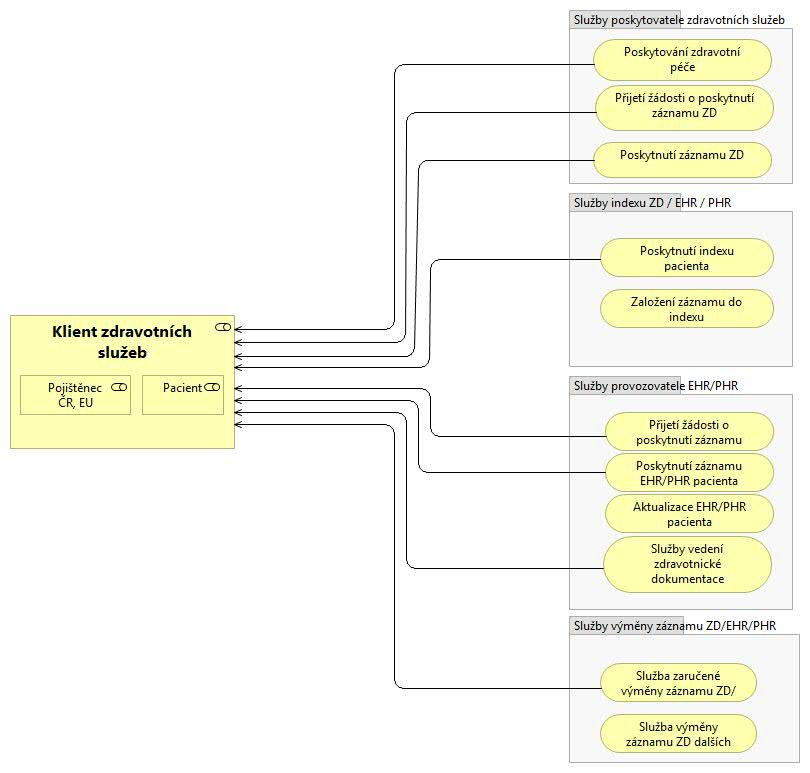 Služby poskytovatele zdravotních služeb
Poskytování zdravotní
péče
Přijetí žádosti o poskytnutí
záznamu ZD
Poskytnutí záznamu ZD
Služby indexu ZD / EHR / PHR
Poskytnutí indexu
pacienta
Založení záznamu do
indexu
Klient zdravotních
služeb
Pojištěnec
ČR, EU
Pacient
Služby provozovatele EHR/PHR
Přijetí žádosti o
poskytnutí záznamu
Poskytnutí záznamu
EHR/PHR pacienta
Aktualizace EHR/PHR
pacienta
Služby vedení
zdravotnické
dokumentace
Služby výměny záznamu ZD/EHR/PHR
Služba zaručené
výměny záznamu ZD/
Služba výměny
záznamu ZD dalších